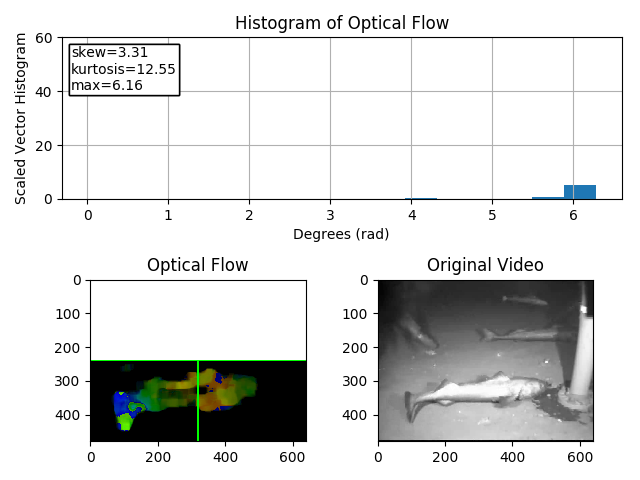 Histogram of Optical Flow
Scaled Vector Histogram
60
40
20
0
skew=3.31
kurtosis=12.55
max=6.16
0 1 2 3 4 5 6
Degrees (rad)
Optical Flow
0
100
200
300
400
0 200 400 600
Original Video
0
100
200
300
400
0 200 400 600